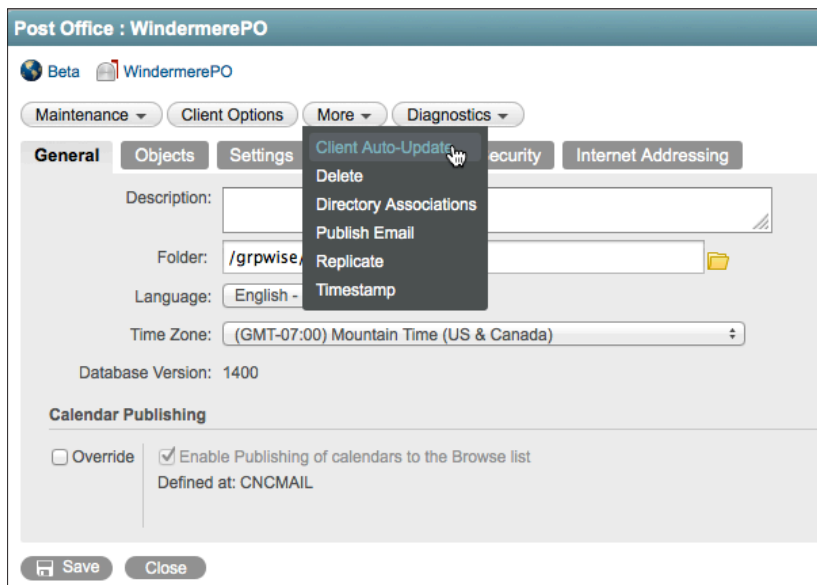 Post Office : WindermerePO
Beta WindermerePO
Maintenance Client Options More Diagnostics
General Objects Settings ecurity Internet Addressing
Client Auto-Update
Delete
Directory Associations
Publish Email
Replicate
Timestamp
Description:
Folder: /grpwise/
Language: English -
Time Zone: (GMT-07:00) Mountain Time (US & Canada)
Database Version: 1400
Calendar Publishing
Override Enable Publishing of calendars to the Browse list
Defined at: CNCMAIL
Save Close